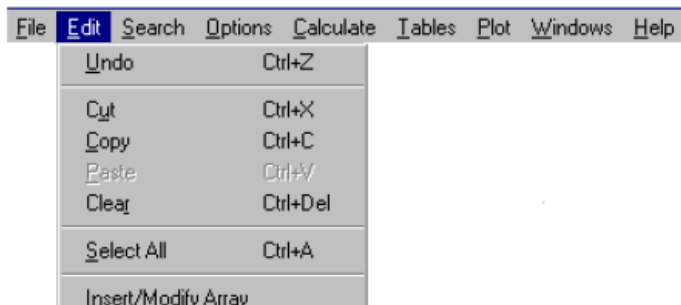 File Edit Search Options Calculate Tables Plot Windows Help
Undo Ctrl+Z
Cut Ctrl+X
Copy Ctrl+C
Paste Ctrl+V
Clear Ctrl+Del
Select All Ctrl+A
Insert/Modify Array